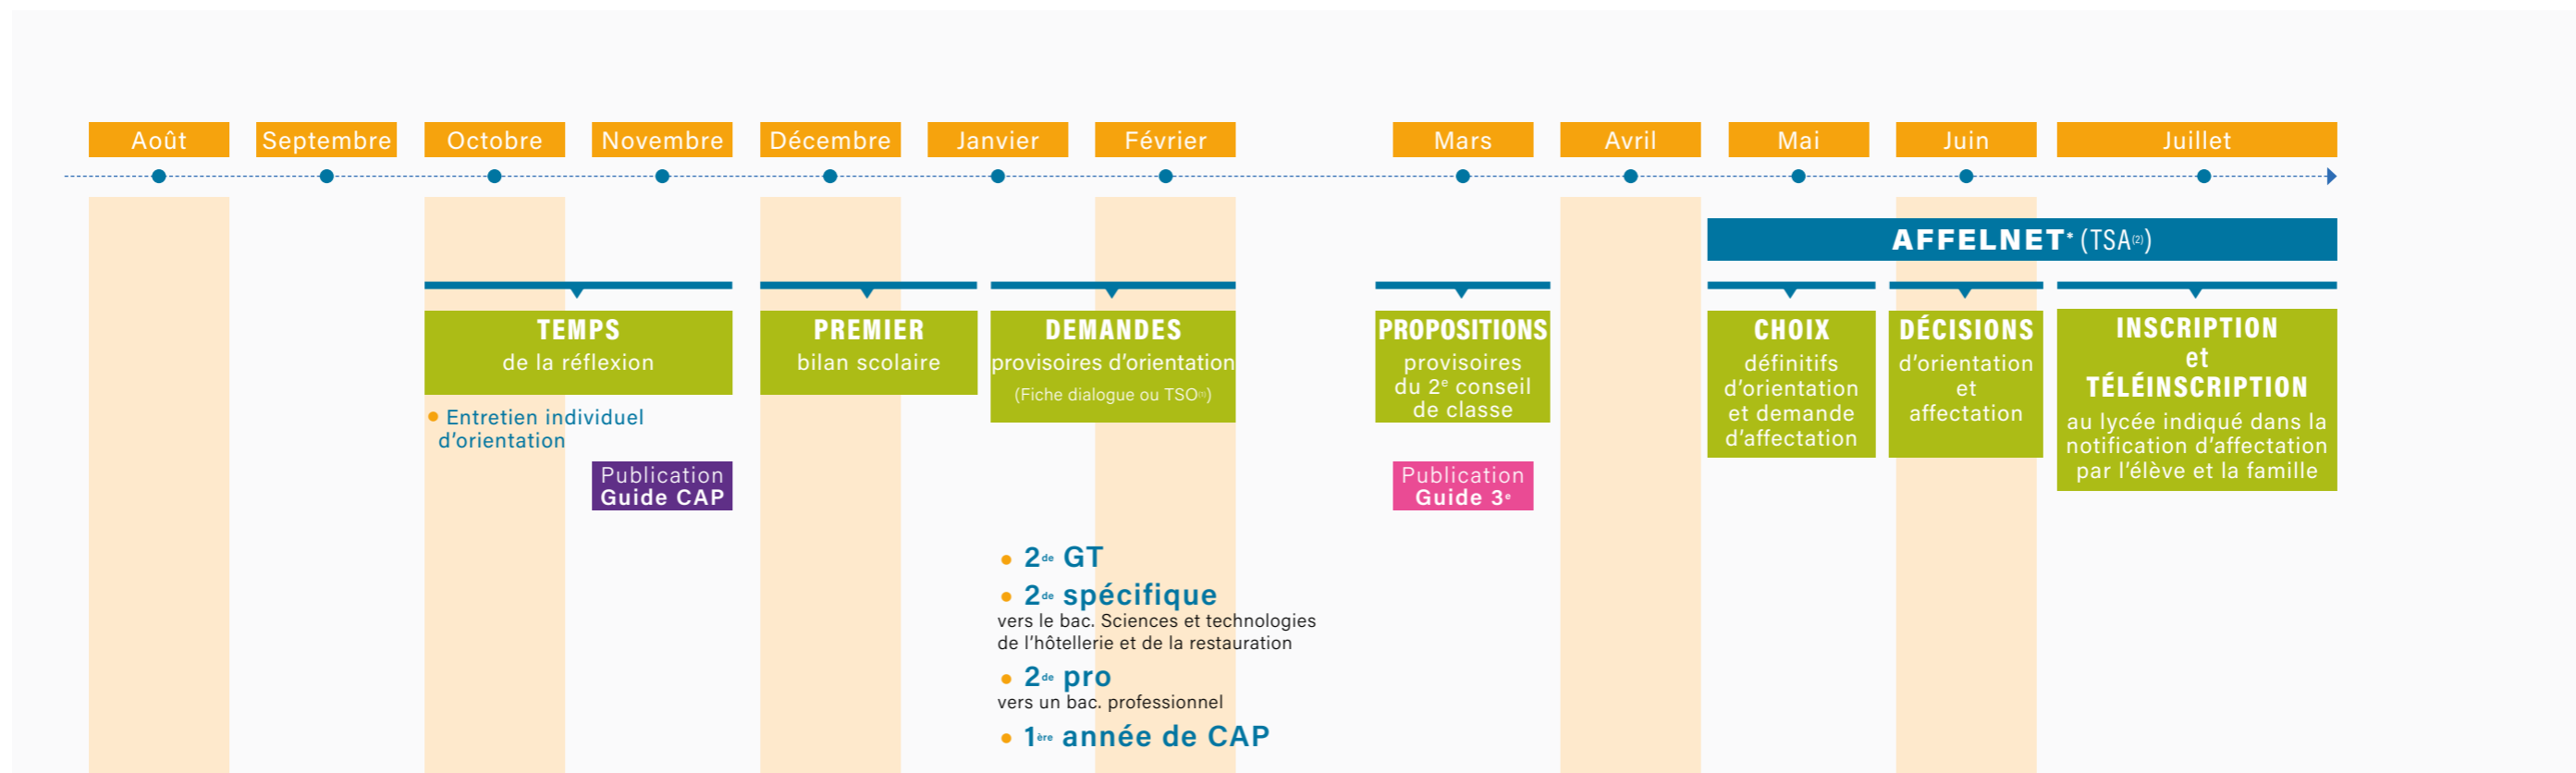 Août
Septembre
Octobre
Novembre
Décembre
Janvier
Février
Mars
Avril
Mai
Juin
Juillet
AFFELNET* (TSA(2))
TEMPS
de la réflexion
• Entretien individuel
d'orientation
Publication
Guide CAP
PREMIER
bilan scolaire
DEMANDES
provisoires d'orientation
(Fiche dialogue ou TSO(1))
• 2de GT
• 2de spécifique
vers le bac. Sciences et technologies
de l'hôtellerie et de la restauration
• 2de pro
vers un bac. professionnel
• 1ère année de CAP
PROPOSITIONS
provisoires
du 2e conseil
de classe
Publication
Guide 3e
CHOIX
définitifs
d'orientation
et demande
d'affectation
DÉCISIONS
d'orientation
et
affectation
INSCRIPTION
et
TÉLÉINSCRIPTION
au lycée indiqué dans la
notification d'affectation
par l'élève et la famille